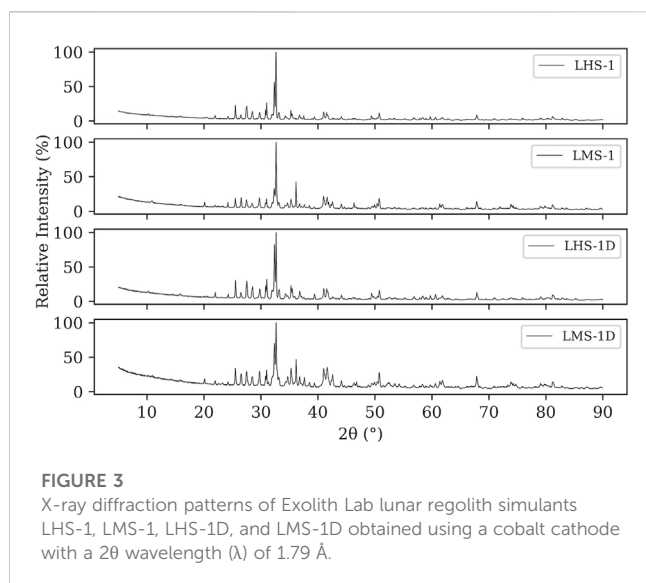 100
50
0
LHS-1
100
50
0
LMS-1
100
50
0
LHS-1D
100
50
0
LMS-1D
Relative Intensity (%)
10 20 30 40 50 60 70 80 90
2θ (°)
FIGURE 3
X-ray diffraction patterns of Exolith Lab lunar regolith simulants
LHS-1, LMS-1, LHS-1D, and LMS-1D obtained using a cobalt cathode
with a 2θ wavelength (λ) of 1.79 Å.